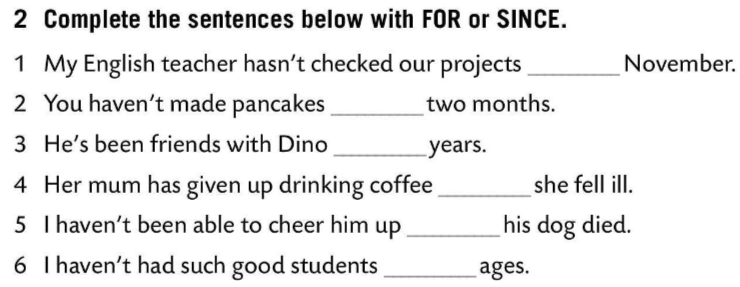 2 Complete the sentences below with FOR or SINCE.
1 My English teacher hasn't checked our projects ________ November.
2 You haven't made pancakes ________ two months.
3 He's been friends with Dino ________ years.
4 Her mum has given up drinking coffee ________ she fell ill.
5 I haven't been able to cheer him up ________ his dog died.
6 I haven't had such good students ________ ages.